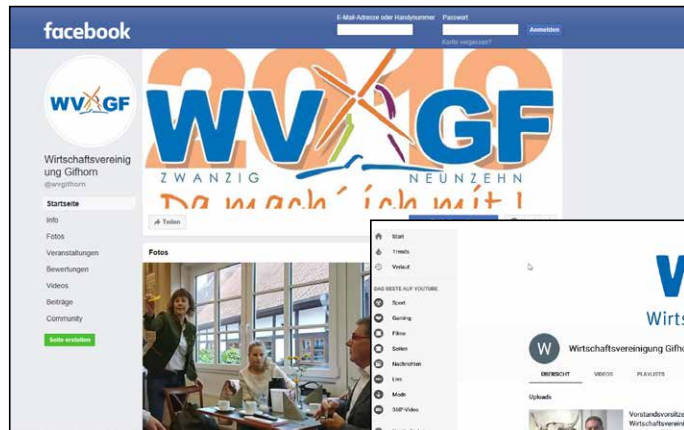 facebook
E-Mail-Adresse oder Handynummer
Passwort
Anmelden
Konto vergessen?
WV GF
2019
WV GF
ZWANZIG NEUNZEHN
Da mach´ ich mit!
Wirtschaftsvereinig
ung Gifhorn
@wvgifhorn
Startseite
Info
Fotos
Veranstaltungen
Bewertungen
Videos
Beiträge
Community
Seite erstellen
Teilen
Fotos
Start
Trends
Verlauf
DAS BESTE AUF YOUTUBE
Sport
Gaming
Filme
Nachrichten
Live
Mode
360°-Video
W
Wirts
W
Wirtschaftsvereinigung Gifho
ÜBERSICHT
VIDEOS
PLAYLISTS
Uploads
Vorstandsvorsitze
Wirtschaftsverein